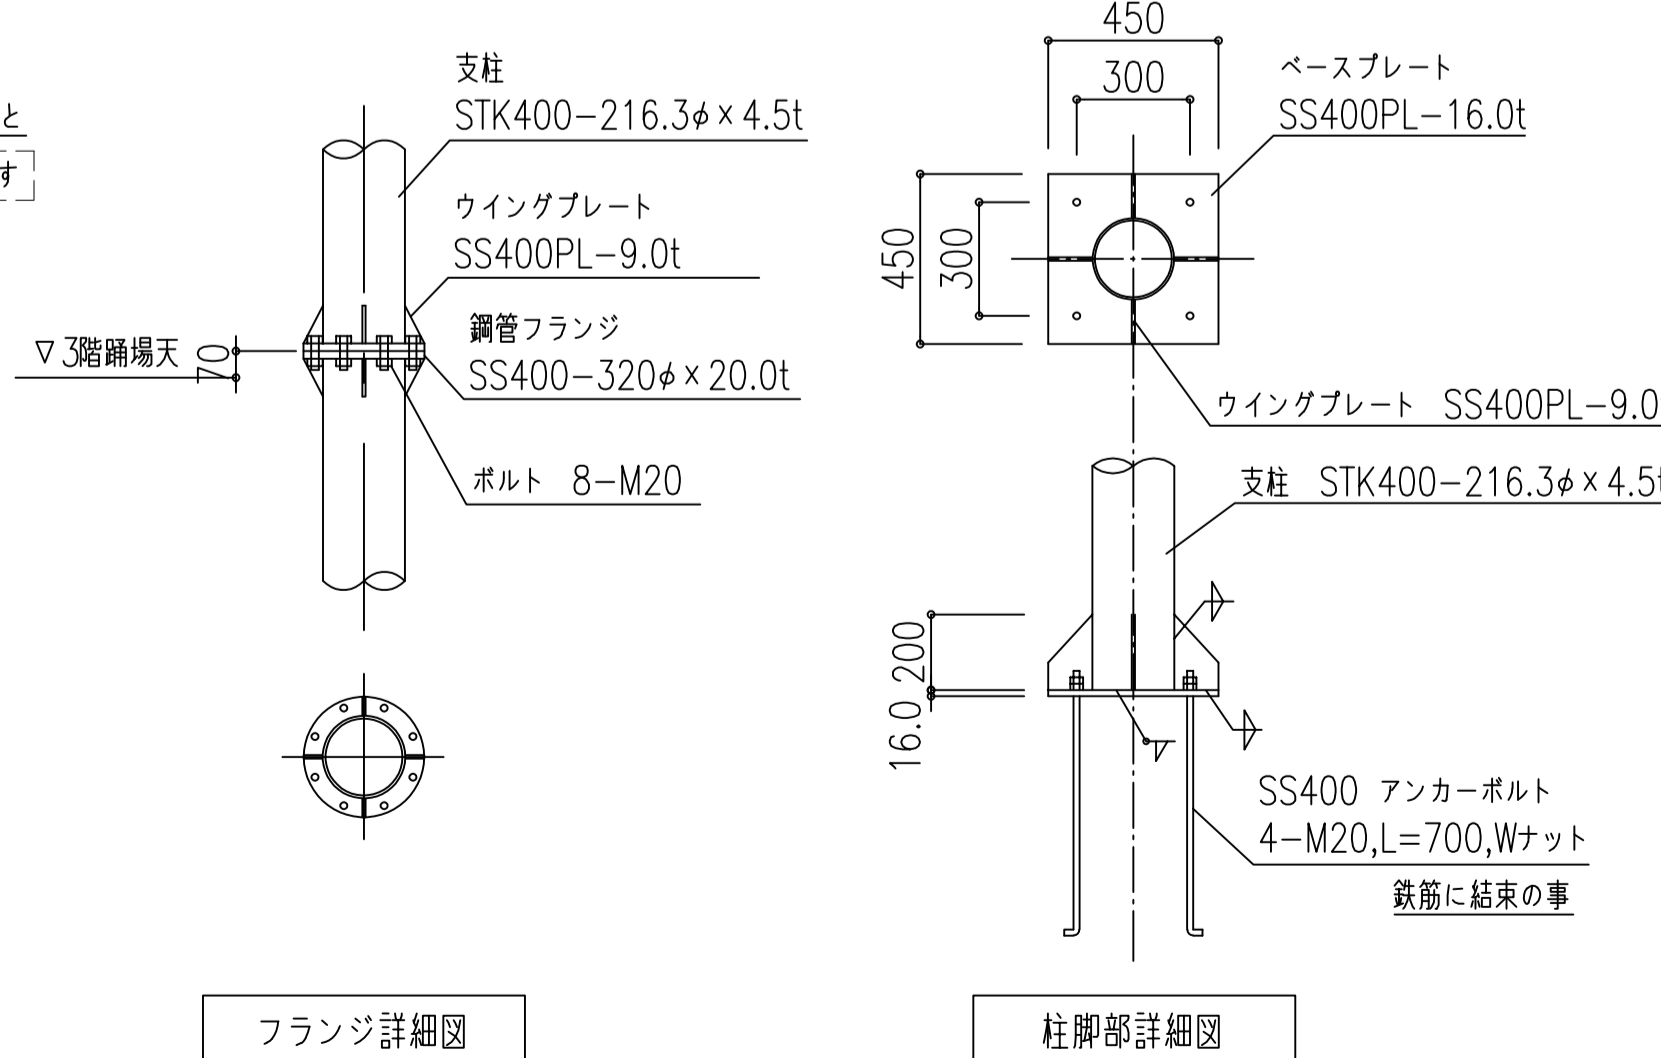 と
す
支柱
STK400-216.3φ×4.5t
ウイングプレート
SS400PL-9.0t
鋼管フランジ
SS400-320φ×20.0t
▽3階踊場天
70
ボルト 8-M20
フランジ詳細図
450
300
ベースプレート
SS400PL-16.0t
450
300
ウイングプレート SS400PL-9.0
支柱 STK400-216.3φ×4.5t
200
16.0
SS400 アンカーボルト
4-M20,L=700,Wナット
鉄筋に結束の事
柱脚部詳細図